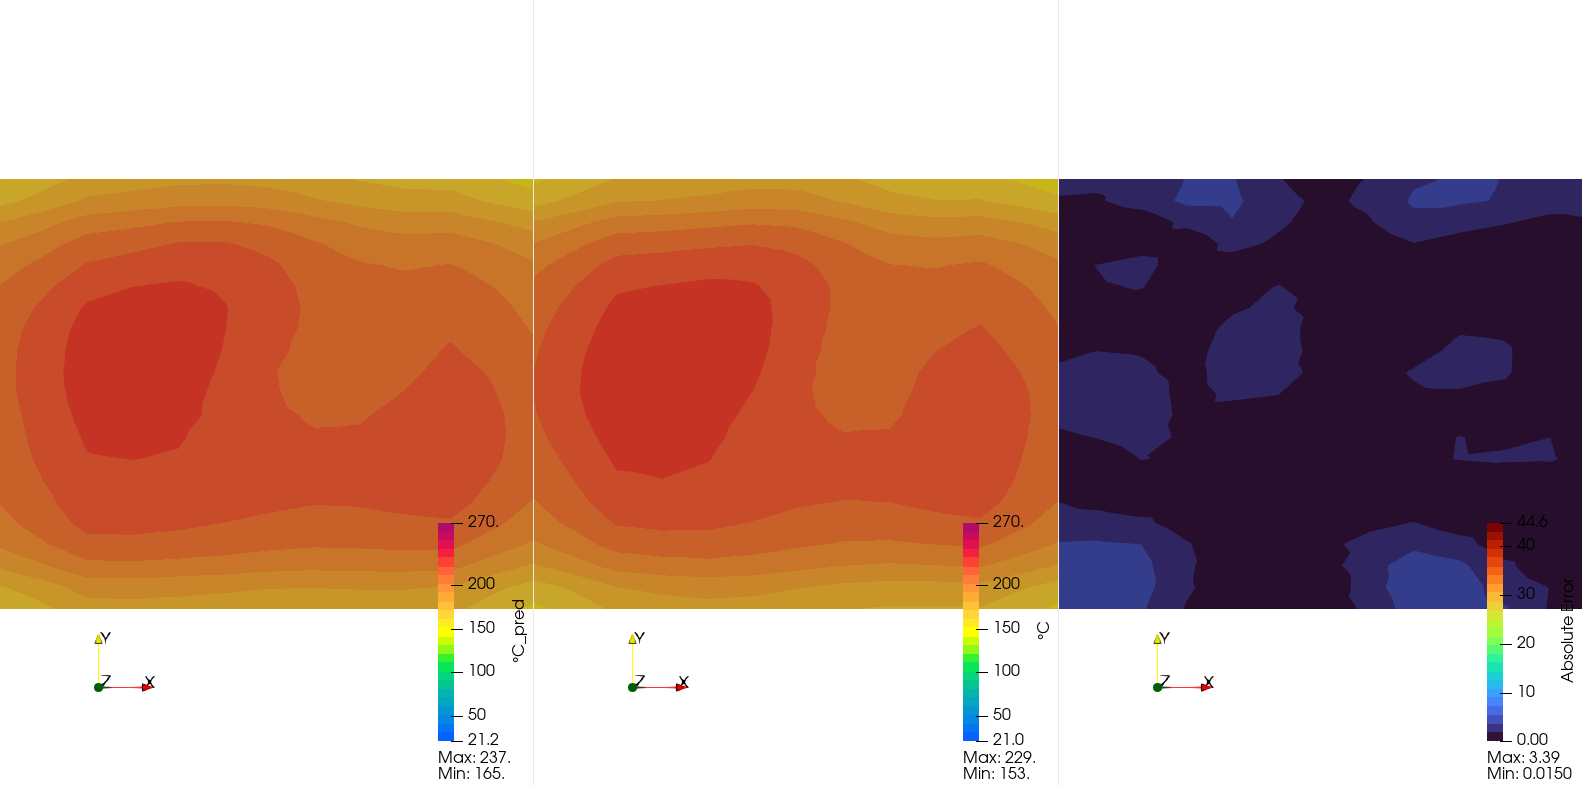 270.
200
150
100
50
21.2
°C_pred
Max: 237.
Min: 165.
Y
Z
X
270.
200
150
100
50
21.0
°C
Max: 229.
Min: 153.
Y
Z
X
44.6
40
30
20
10
0.00
Absolute Error
Max: 3.39
Min: 0.0150
Y
Z
X